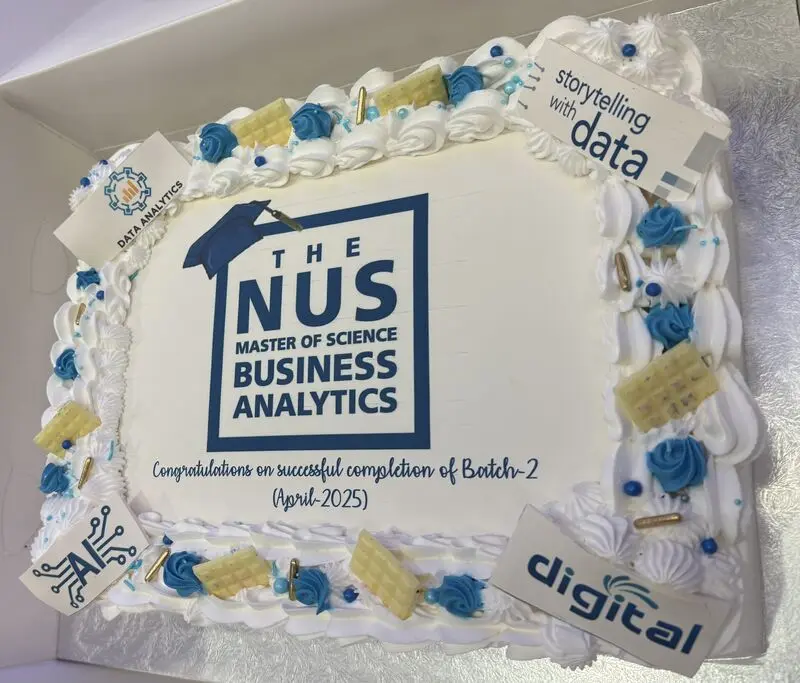 storytelling
with
data
DATA ANALYTICS
THE
NUS
MASTER OF SCIENCE
BUSINESS
ANALYTICS
Congratulations on successful completion of Batch-2
(April-2025)
AI
digital